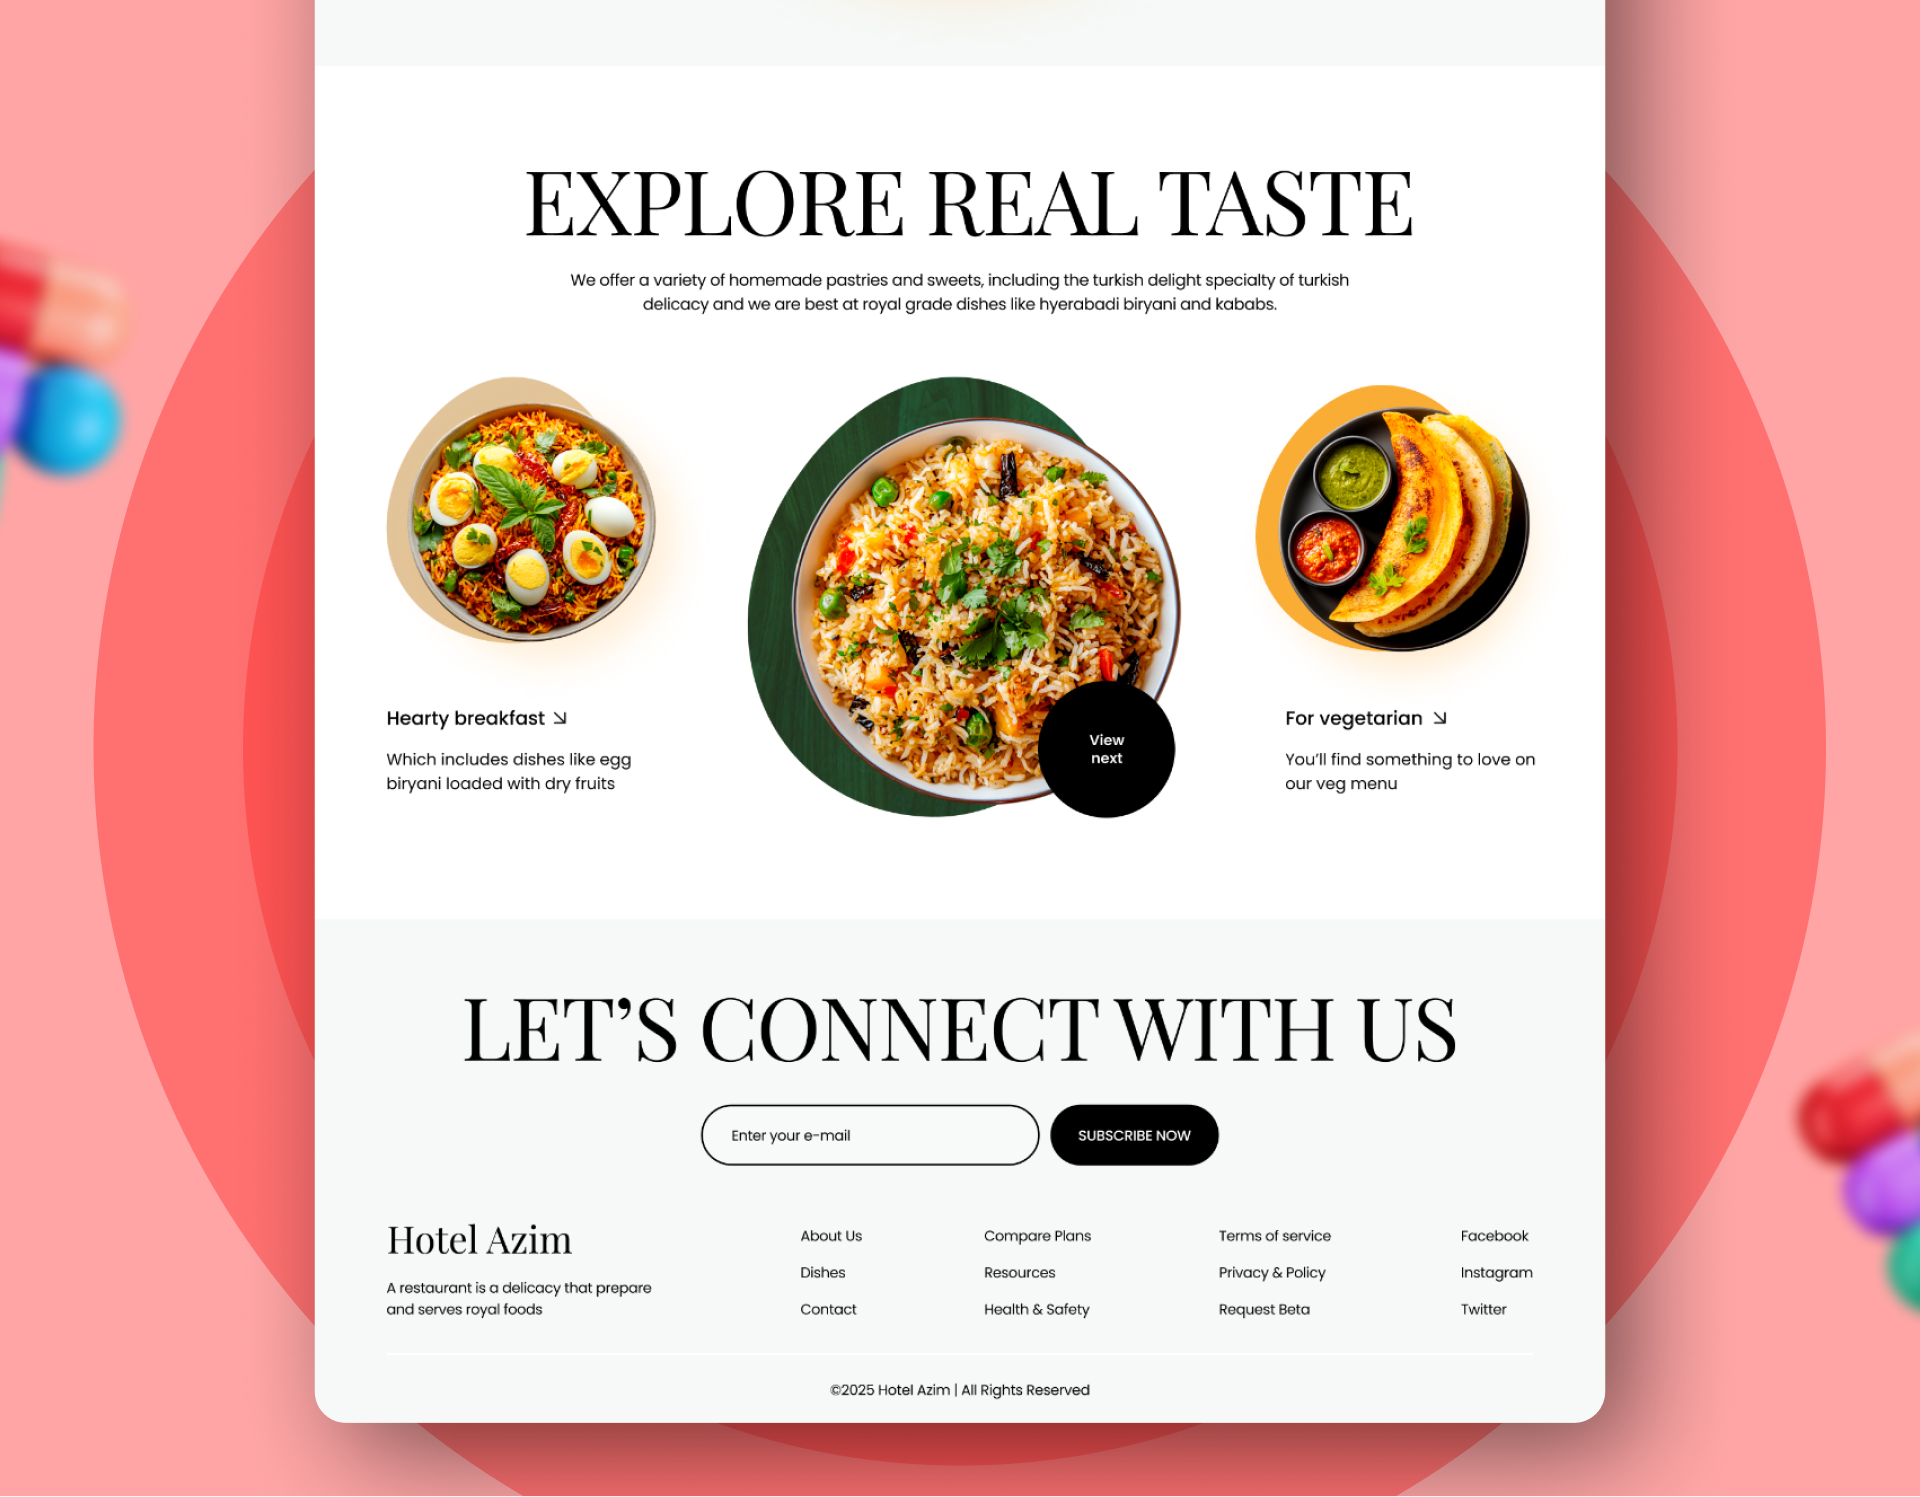 EXPLORE REAL TASTE
We offer a variety of homemade pastries and sweets, including the turkish delight specialty of turkish
delicacy and we are best at royal grade dishes like hyerabadi biryani and kababs.
Hearty breakfast
Which includes dishes like egg
biryani loaded with dry fruits
View
next
For vegetarian
You’ll find something to love on
our veg menu
LET’S CONNECT WITH US
Enter your e-mail
SUBSCRIBE NOW
Hotel Azim
A restaurant is a delicacy that prepare
and serves royal foods
About Us
Dishes
Contact
Compare Plans
Resources
Health & Safety
Terms of service
Privacy & Policy
Request Beta
Facebook
Instagram
Twitter
©2025 Hotel Azim | All Rights Reserved